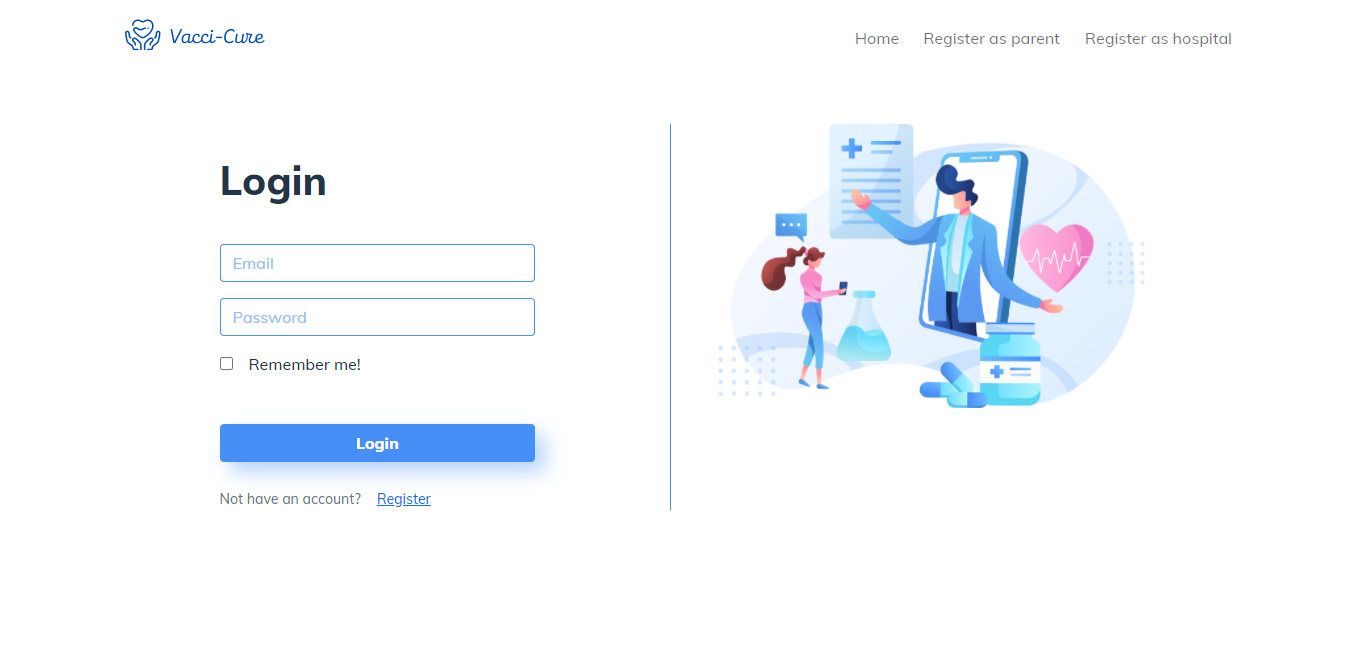 Vacci-Cure
Home Register as parent Register as hospital
Login
Email
Password
Remember me!
Login
Not have an account? Register